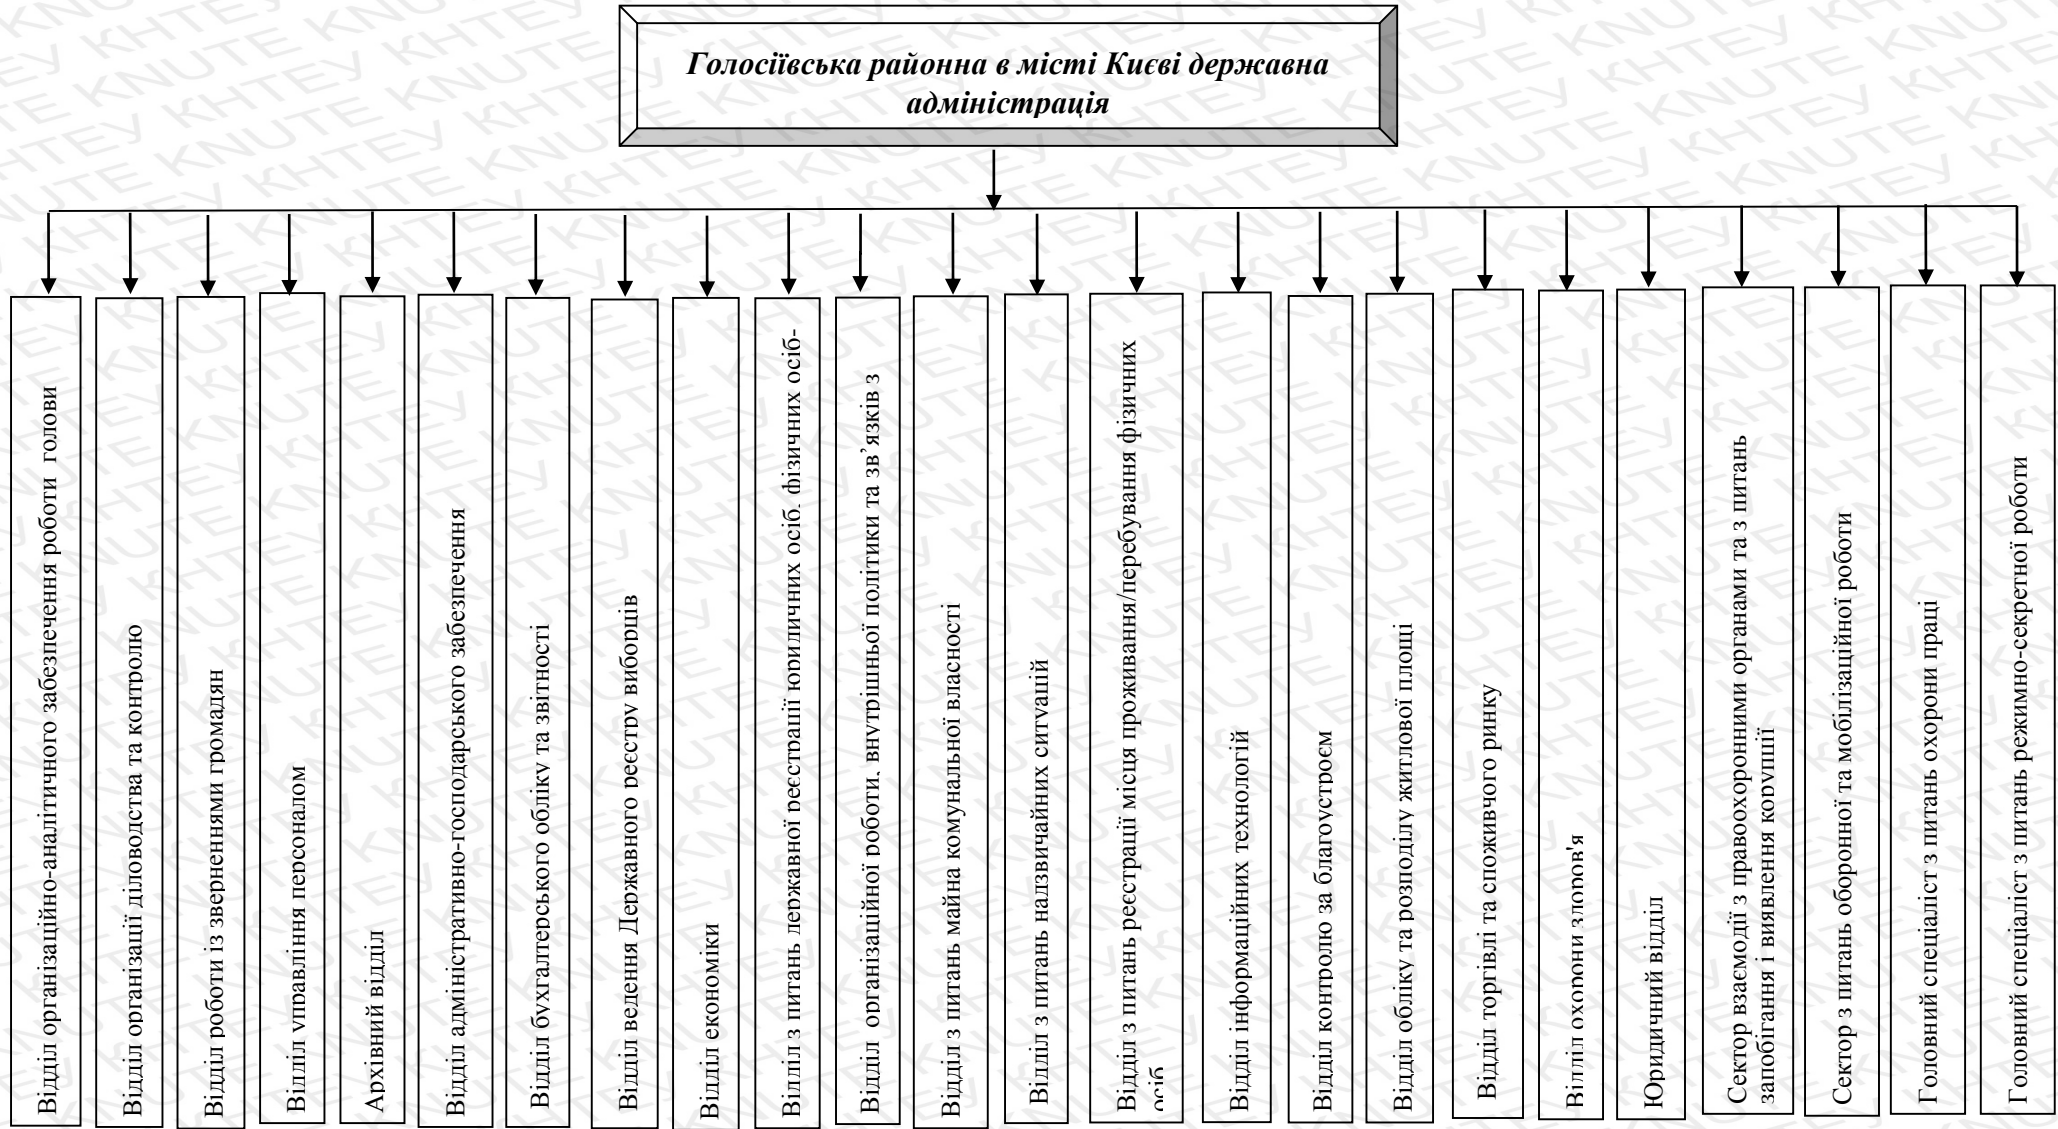 Голосіївська районна в місті Києві державна
адміністрація
Відділ організаційно-аналітичного забезпечення роботи голови
Відділ організації діловодства та контролю
Відділ роботи із зверненнями громадян
Відділ управління персоналом
Архівний відділ
Відділ адміністративно-господарського забезпечення
Відділ бухгалтерського обліку та звітності
Відділ ведення Державного реєстру виборців
Відділ економіки
Відділ з питань державної реєстрації юридичних осіб, фізичних осіб-
Відділ організаційної роботи, внутрішньої політики та зв’язків з
Відділ з питань майна комунальної власності
Відділ з питань надзвичайних ситуацій
Відділ з питань реєстрації місця проживання/перебування фізичних
осіб
Відділ інформаційних технологій
Відділ контролю за благоустроєм
Відділ обліку та розподілу житлової площі
Відділ торгівлі та споживчого ринку
Відділ охорони здоров'я
Юридичний відділ
Сектор взаємодії з правоохоронними органами та з питань
запобігання і виявлення корупції
Сектор з питань оборонної та мобілізаційної роботи
Головний спеціаліст з питань охорони праці
Головний спеціаліст з питань режимно-секретної роботи